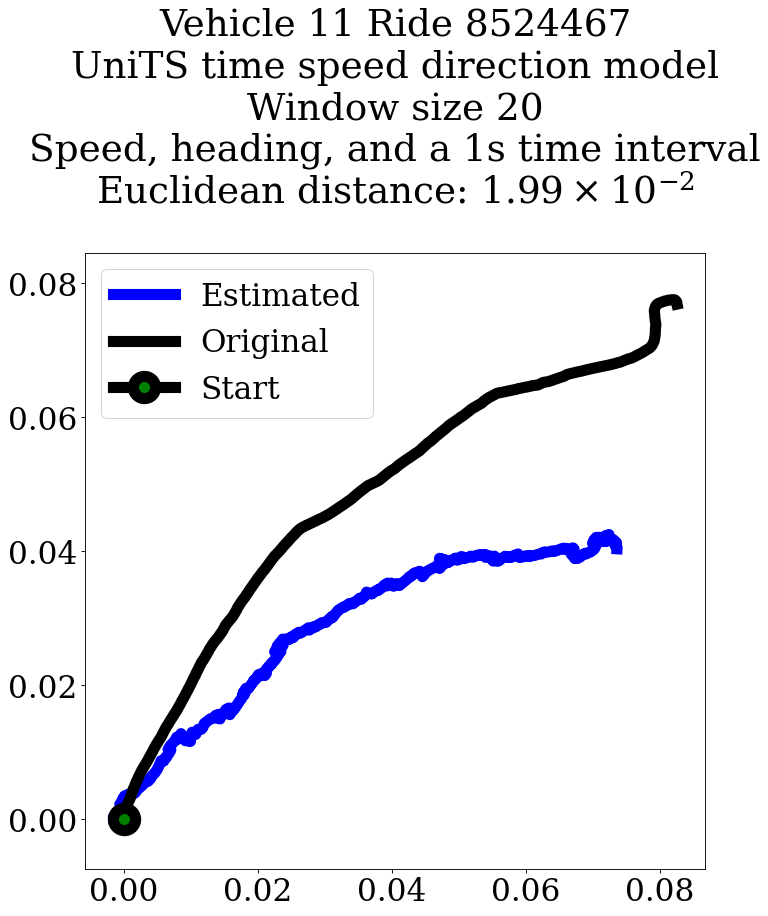 Vehicle 11 Ride 8524467
UniTS time speed direction model
Window size 20
Speed, heading, and a 1s time interval
Euclidean distance: 1.99 × 10⁻²
Estimated
Original
Start
0.08
0.06
0.04
0.02
0.00
0.00 0.02 0.04 0.06 0.08